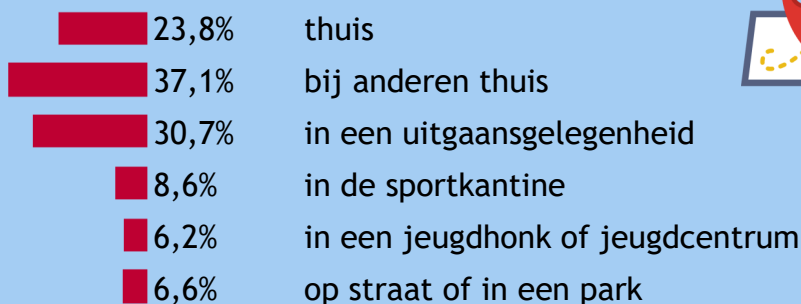 23,8% thuis
37,1% bij anderen thuis
30,7% in een uitgaansgelegenheid
8,6% in de sportkantine
6,2% in een jeugdhonk of jeugdcentrum
6,6% op straat of in een park